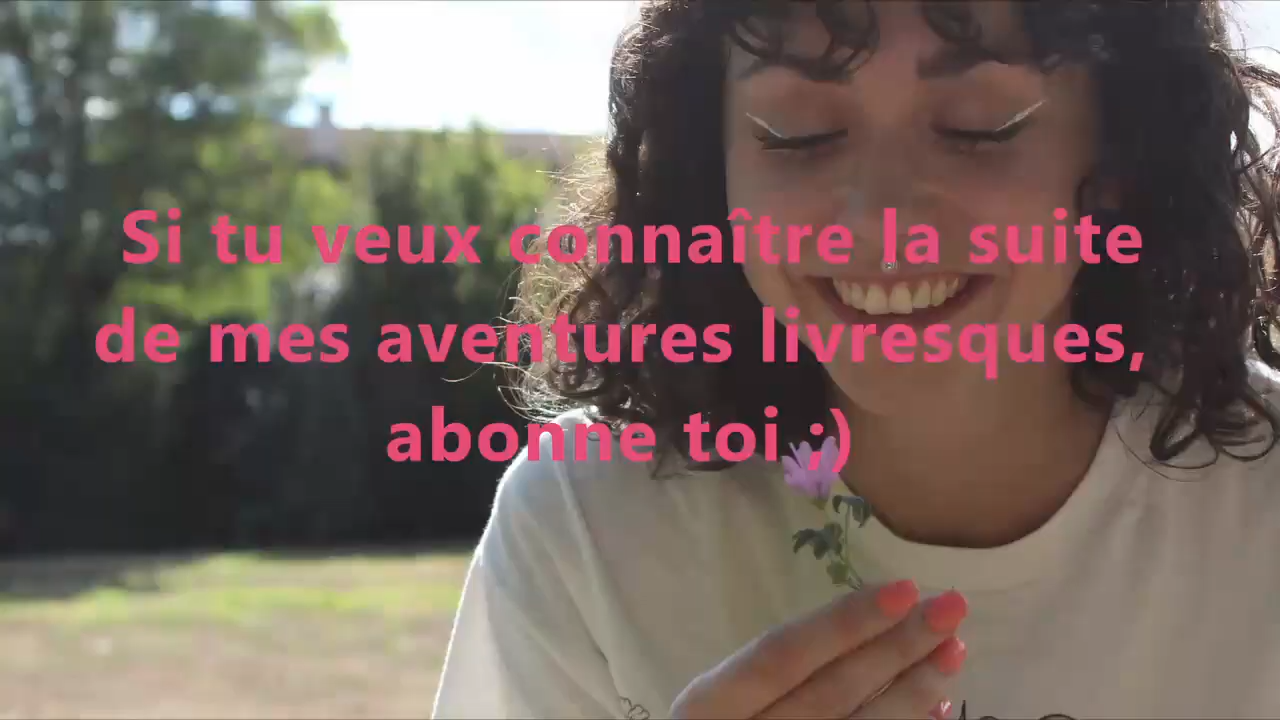 Si tu veux connaître la suite
de mes aventures livresques,
abonne toi ;)